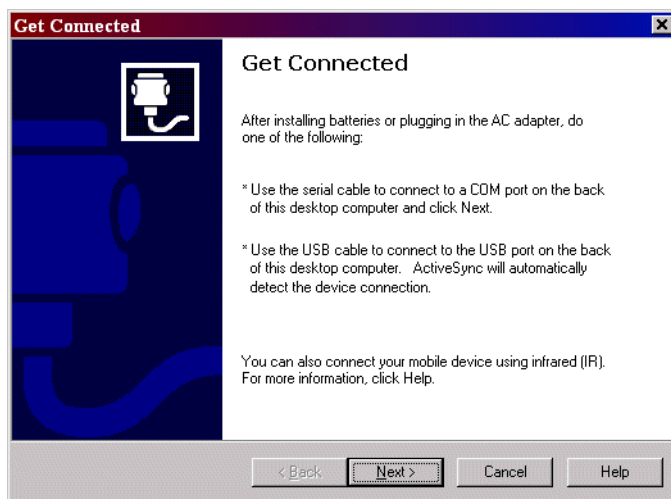 Get Connected
Get Connected
After installing batteries or plugging in the AC adapter, do
one of the following:
* Use the serial cable to connect to a COM port on the back
of this desktop computer and click Next.
* Use the USB cable to connect to the USB port on the back
of this desktop computer.   ActiveSync will automatically
detect the device connection.
You can also connect your mobile device using infrared (IR).
For more information, click Help.
< Back Next > Cancel Help